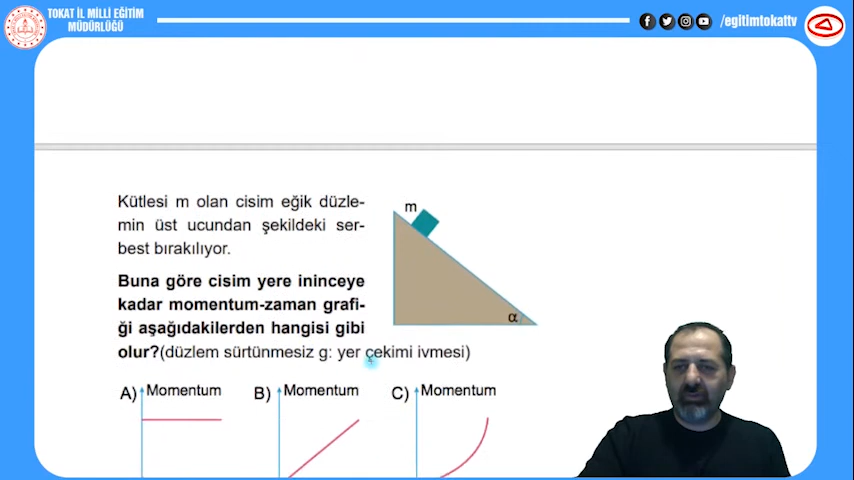 TOKAT İL MİLLİ EĞİTİM
MÜDÜRLÜĞÜ
/egitimtokattv
Kütlesi m olan cisim eğik düzle-
min üst ucundan şekildeki ser-
best bırakılıyor.
Buna göre cisim yere ininceye
kadar momentum-zaman grafi-
ği aşağıdakilerden hangisi gibi
olur?(düzlem sürtünmesiz g: yer çekimi ivmesi)
m
α
A) Momentum
B) Momentum
C) Momentum